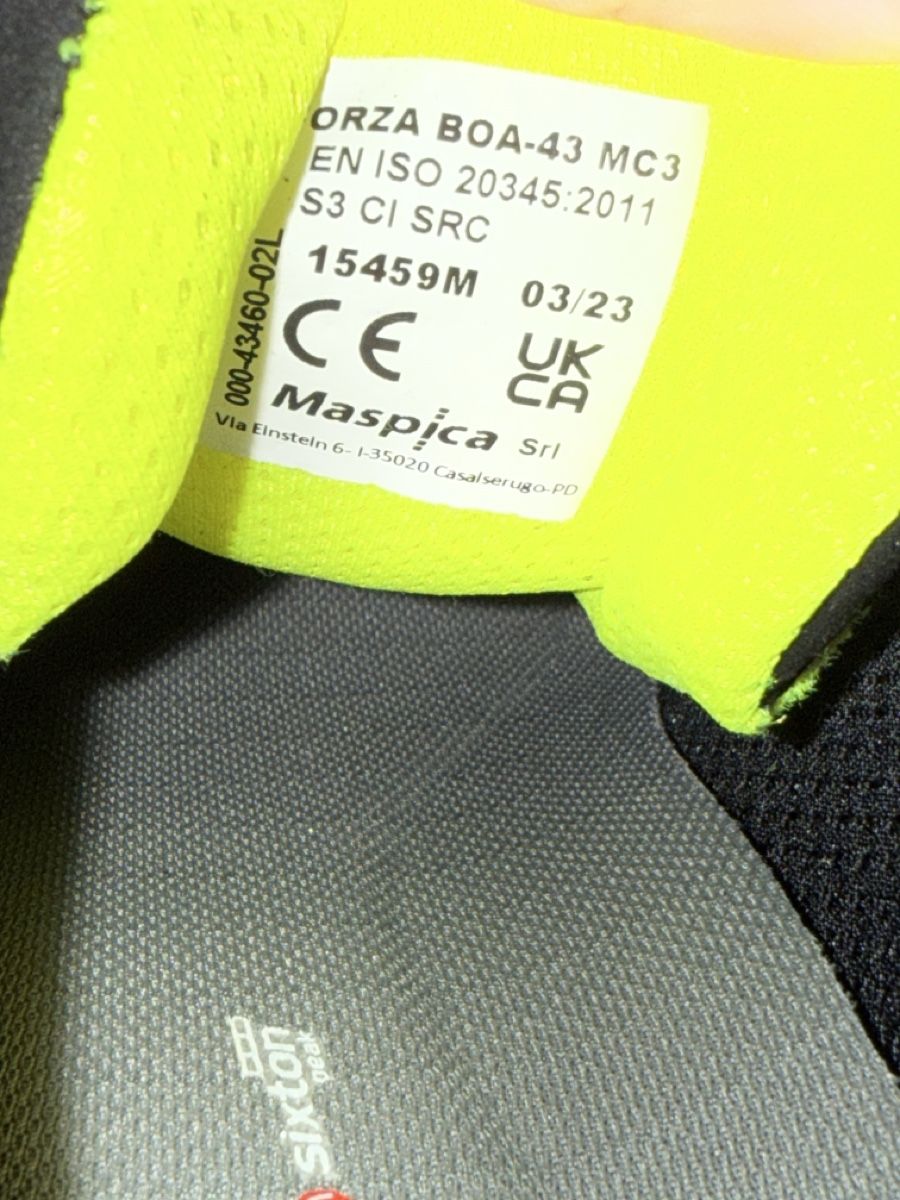 ORZA BOA-43 MC3
EN ISO 20345:2011
S3 CI SRC
15459M 03/23
000-43460-02L
CE
UK
CA
Maspica Srl
Via Einstein 6- I-35020 Casalserugo-PD
sixton
gear